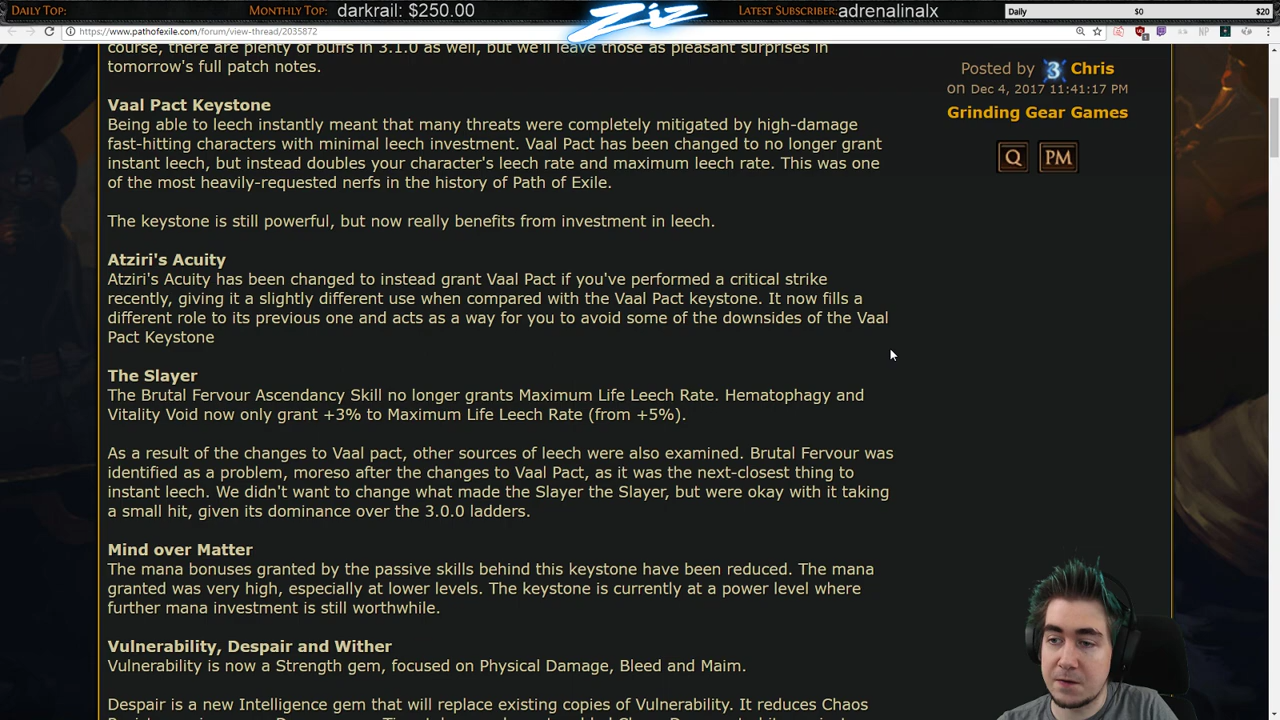 DAILY TOP:
MONTHLY TOP: darkrail: $250.00
Ziz
LATEST SUBSCRIBER: adrenalinalx
Daily $0 $20
https://www.pathofexile.com/forum/view-thread/2035872
course, there are plenty of buffs in 3.1.0 as well, but we'll leave those as pleasant surprises in
tomorrow's full patch notes.
Posted by 3 Chris
on Dec 4, 2017 11:41:17 PM
Grinding Gear Games
Q PM
Vaal Pact Keystone
Being able to leech instantly meant that many threats were completely mitigated by high-damage
fast-hitting characters with minimal leech investment. Vaal Pact has been changed to no longer grant
instant leech, but instead doubles your character's leech rate and maximum leech rate. This was one
of the most heavily-requested nerfs in the history of Path of Exile.
The keystone is still powerful, but now really benefits from investment in leech.
Atziri's Acuity
Atziri's Acuity has been changed to instead grant Vaal Pact if you've performed a critical strike
recently, giving it a slightly different use when compared with the Vaal Pact keystone. It now fills a
different role to its previous one and acts as a way for you to avoid some of the downsides of the Vaal
Pact Keystone
The Slayer
The Brutal Fervour Ascendancy Skill no longer grants Maximum Life Leech Rate. Hematophagy and
Vitality Void now only grant +3% to Maximum Life Leech Rate (from +5%).
As a result of the changes to Vaal pact, other sources of leech were also examined. Brutal Fervour was
identified as a problem, moreso after the changes to Vaal Pact, as it was the next-closest thing to
instant leech. We didn't want to change what made the Slayer the Slayer, but were okay with it taking
a small hit, given its dominance over the 3.0.0 ladders.
Mind over Matter
The mana bonuses granted by the passive skills behind this keystone have been reduced. The mana
granted was very high, especially at lower levels. The keystone is currently at a power level where
further mana investment is still worthwhile.
Vulnerability, Despair and Wither
Vulnerability is now a Strength gem, focused on Physical Damage, Bleed and Maim.
Despair is a new Intelligence gem that will replace existing copies of Vulnerability. It reduces Chaos